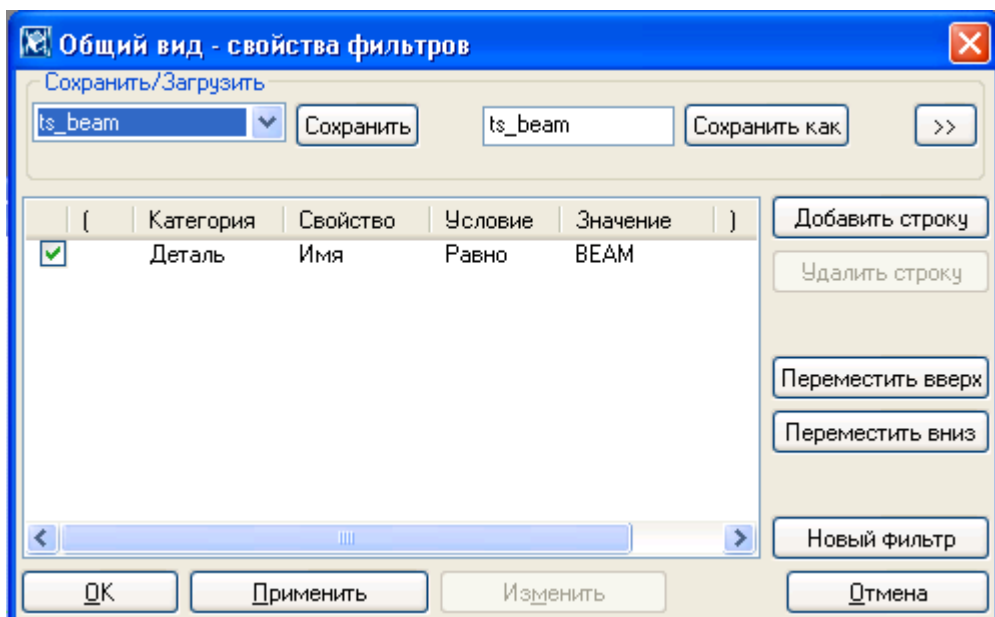 Общий вид - свойства фильтров
Сохранить/Загрузить
ts_beam Сохранить ts_beam Сохранить как >>
( Категория Свойство Условие Значение )
Деталь Имя Равно BEAM
Добавить строку
Удалить строку
Переместить вверх
Переместить вниз
Новый фильтр
OK Применить Изменить Отмена